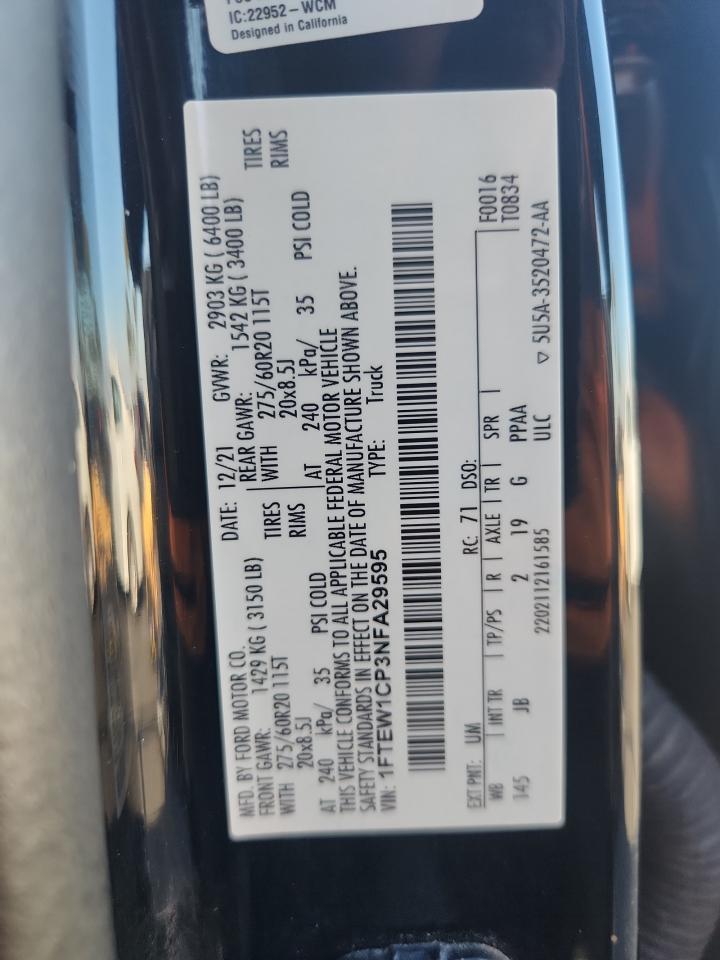 IC:22952-WCM
Designed in California
MFD. BY FORD MOTOR CO.
DATE: 12/21 GVWR: 2903 KG ( 6400 LB)
FRONT GAWR: 1429 KG ( 3150 LB) REAR GAWR: 1542 KG ( 3400 LB)
WITH 275/60R20 115T TIRES WITH 275/60R20 115T TIRES
20x8.5J RIMS 20x8.5J RIMS
AT 240 kPa/ 35 PSI COLD AT 240 kPa/ 35 PSI COLD
THIS VEHICLE CONFORMS TO ALL APPLICABLE FEDERAL MOTOR VEHICLE
SAFETY STANDARDS IN EFFECT ON THE DATE OF MANUFACTURE SHOWN ABOVE.
VIN: 1FTEW1CP3NFA29595 TYPE: Truck
EXT PNT: UM RC: 71 DSO: F0016
WB INT TR TP/PS R AXLE TR SPR T0834
145 JB 2 19 G PPAA
2202112161585 ULC ▽ 5U5A-3520472-AA